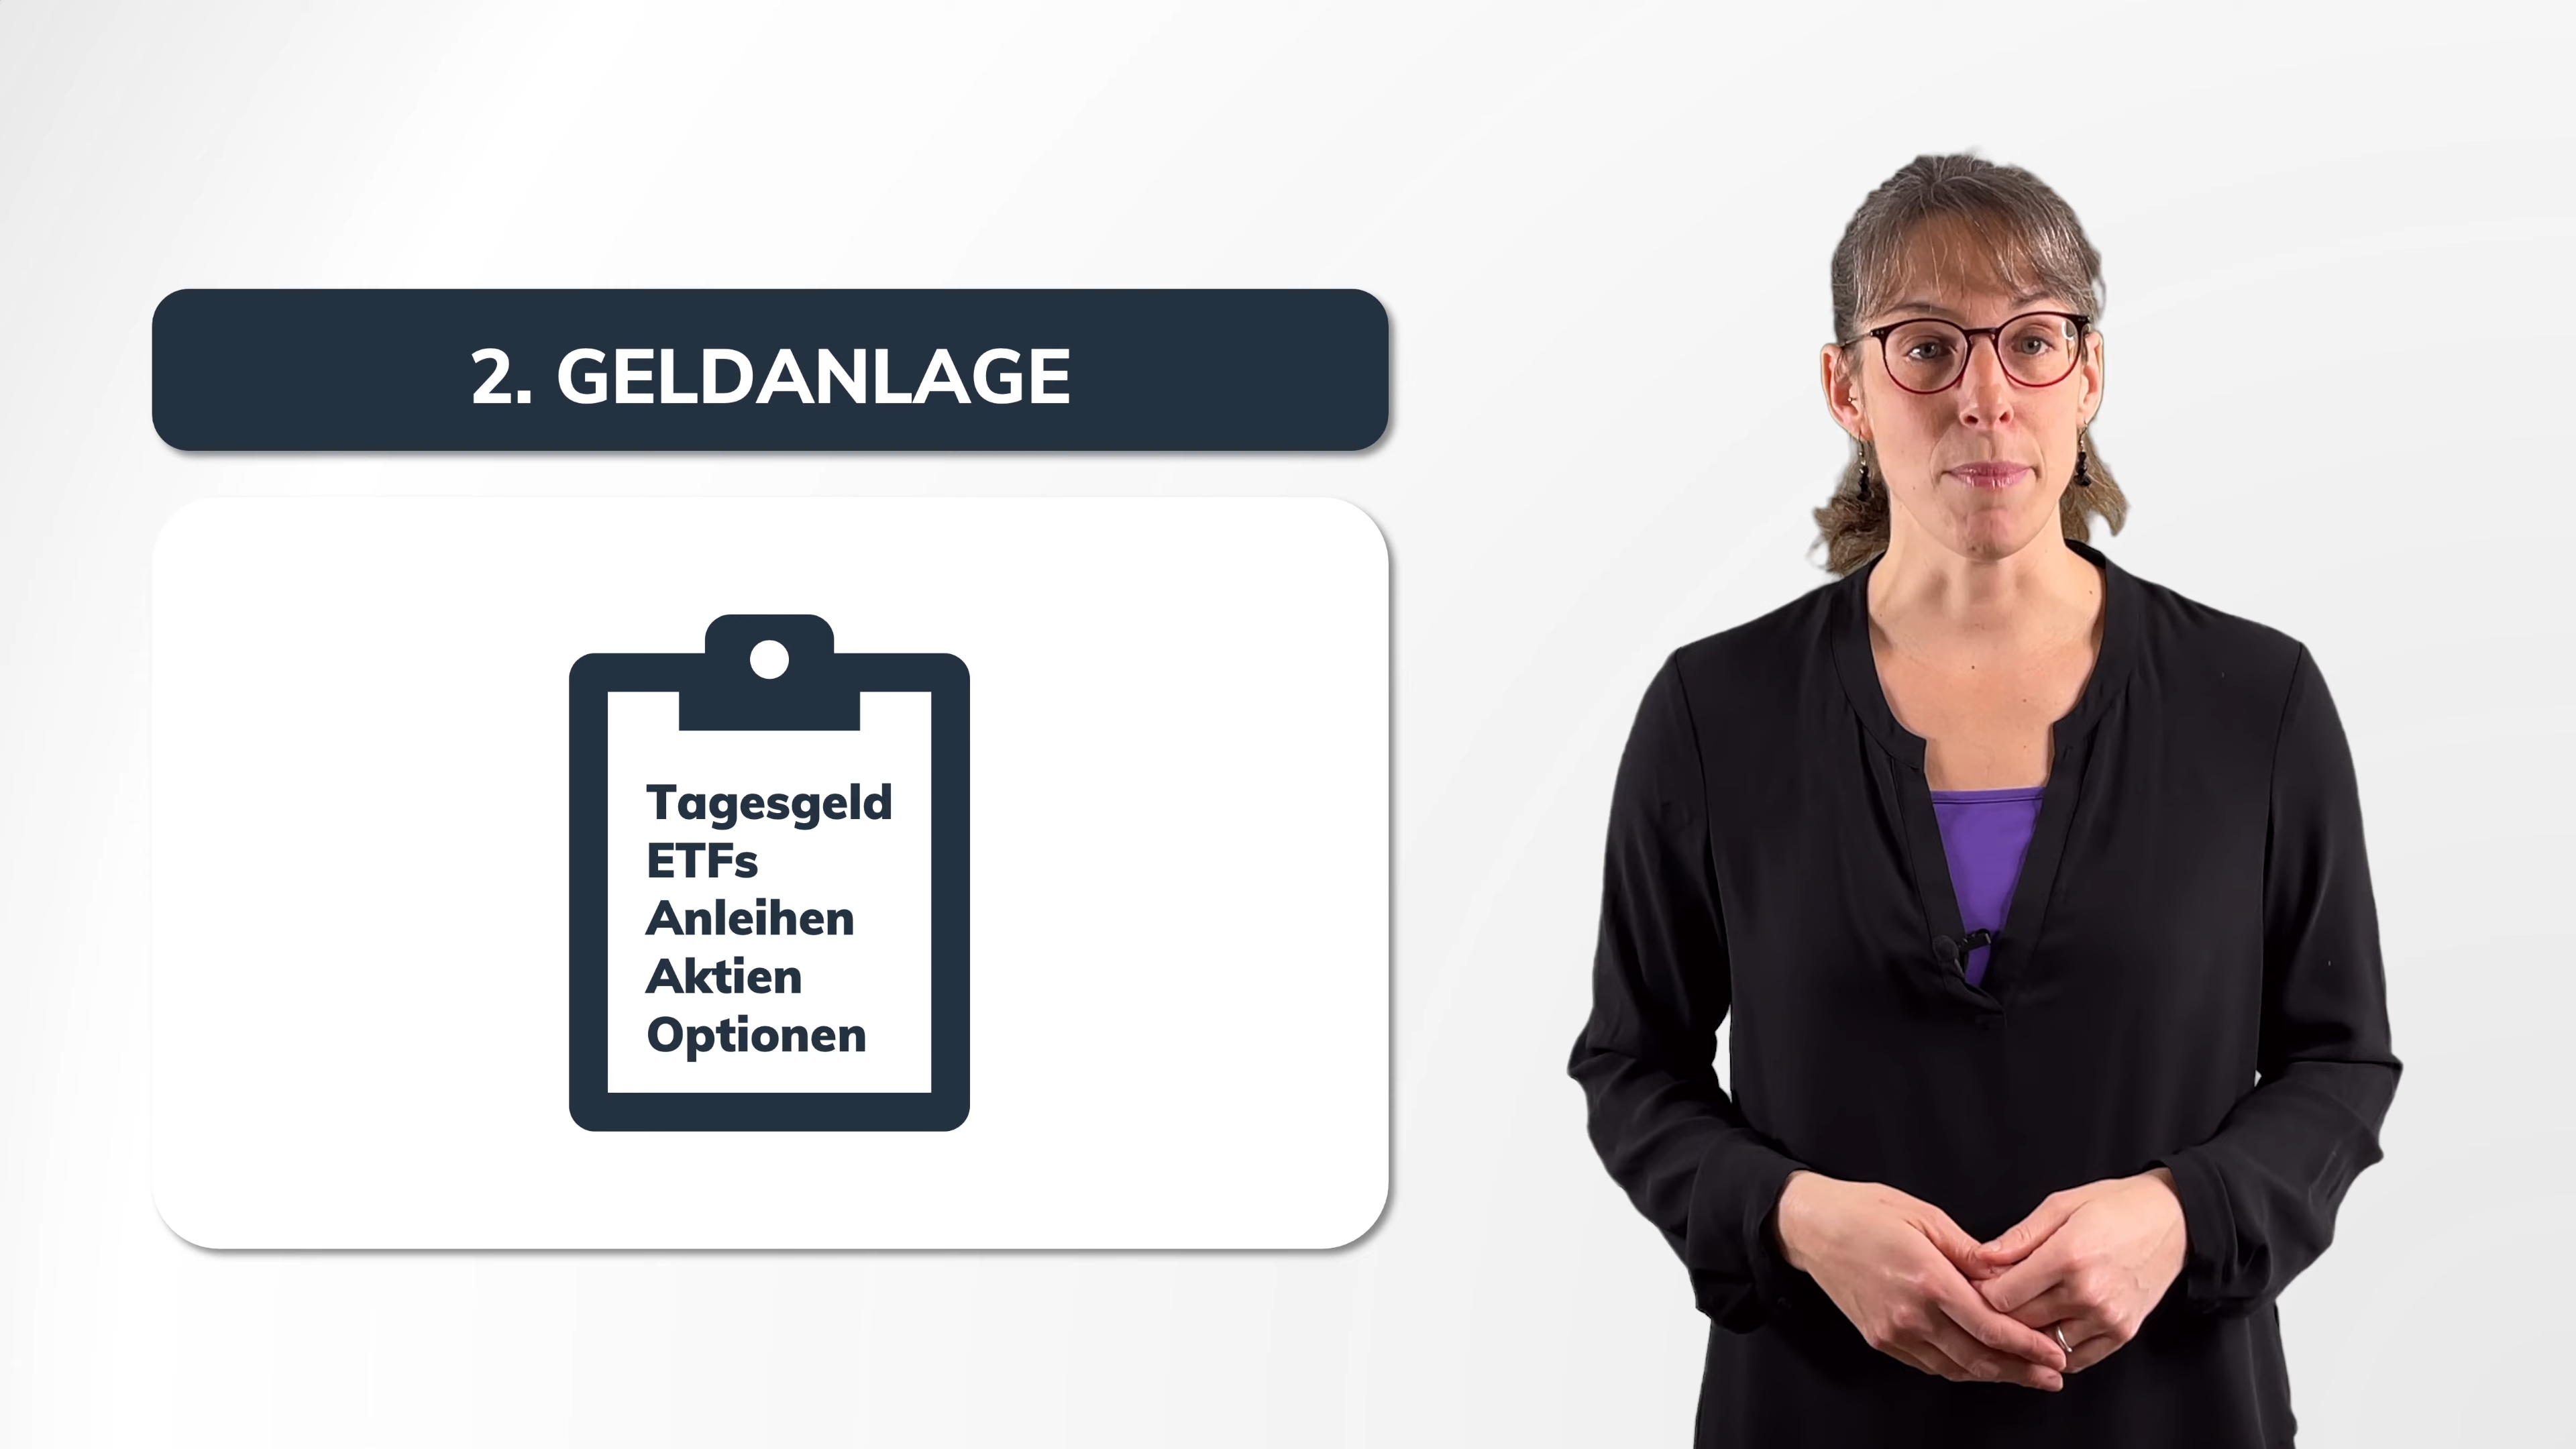 2. GELDANLAGE
Tagesgeld
ETFs
Anleihen
Aktien
Optionen